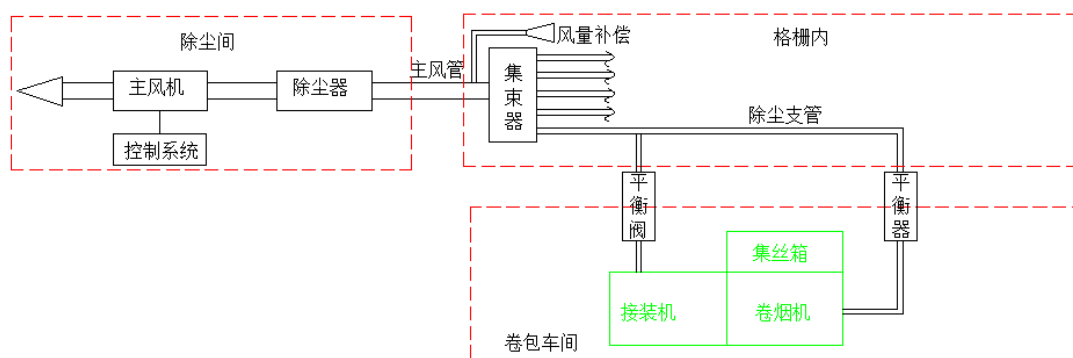 除尘间
格栅内
风量补偿
主风管
主风机
除尘器
集束器
控制系统
除尘支管
平衡阀
平衡器
集丝箱
接装机
卷烟机
卷包车间